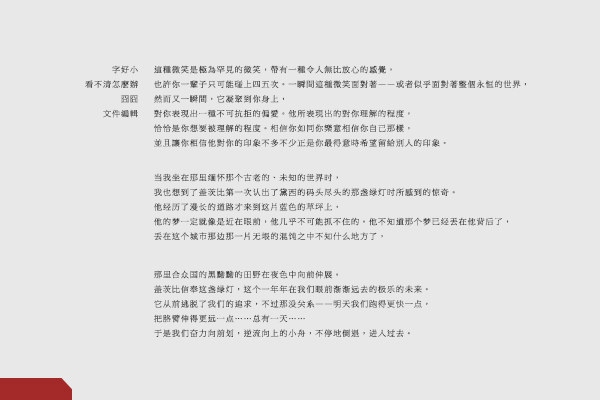 字好小
看不清怎麼辦
囧囧
文件編輯
這種微笑是極為罕見的微笑，帶有一種令人無比放心的感覺。
也許你一輩子只可能碰上四五次。一瞬間這種微笑面對著——或者似乎面對著整個永恆的世界，
然而又一瞬間，它凝聚到你身上，
對你表現出一種不可抗拒的偏愛。他所表現出的對你理解的程度，
恰恰是你想要被理解的程度。相信你如同你樂意相信你自己那樣，
並且讓你相信他對你的印象不多不少正是你最得意時希望留給別人的印象。
当我坐在那里缅怀那个古老的、未知的世界时，
我也想到了盖茨比第一次认出了黛西的码头尽头的那盏绿灯时所感到的惊奇。
他经历了漫长的道路才来到这片蓝色的草坪上，
他的梦一定就像是近在眼前，他几乎不可能抓不住的。他不知道那个梦已经丢在他背后了，
丢在这个城市那边那一片无垠的混沌之中不知什么地方了。
那里合众国的黑黝黝的田野在夜色中向前伸展。
盖茨比信奉这盏绿灯，这个一年年在我们眼前渐渐远去的极乐的未来。
它从前逃脱了我们的追求，不过那没关系——明天我们跑得更快一点，
把胳臂伸得更远一点……总有一天……
于是我们奋力向前划，逆流向上的小舟，不停地倒退，进入过去。